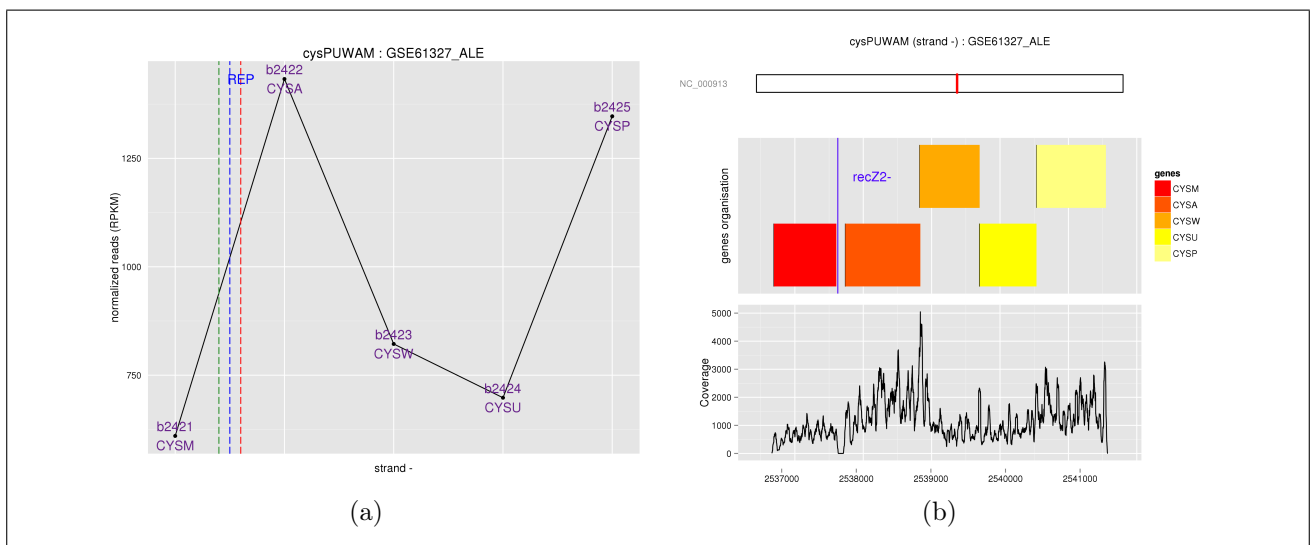 cysPUWAM : GSE61327_ALE
b2422
REP
CYSA
b2425
CYSP
1250
1000
750
normalized reads (RPKM)
b2423
CYSW
b2424
CYSU
b2421
CYSM
strand -
(a)
cysPUWAM (strand -) : GSE61327_ALE
NC_000913
genes organisation
recZ2-
genes
CYSM
CYSA
CYSW
CYSU
CYSP
Coverage
5000
4000
3000
2000
1000
0
2537000
2538000
2539000
2540000
2541000
(b)